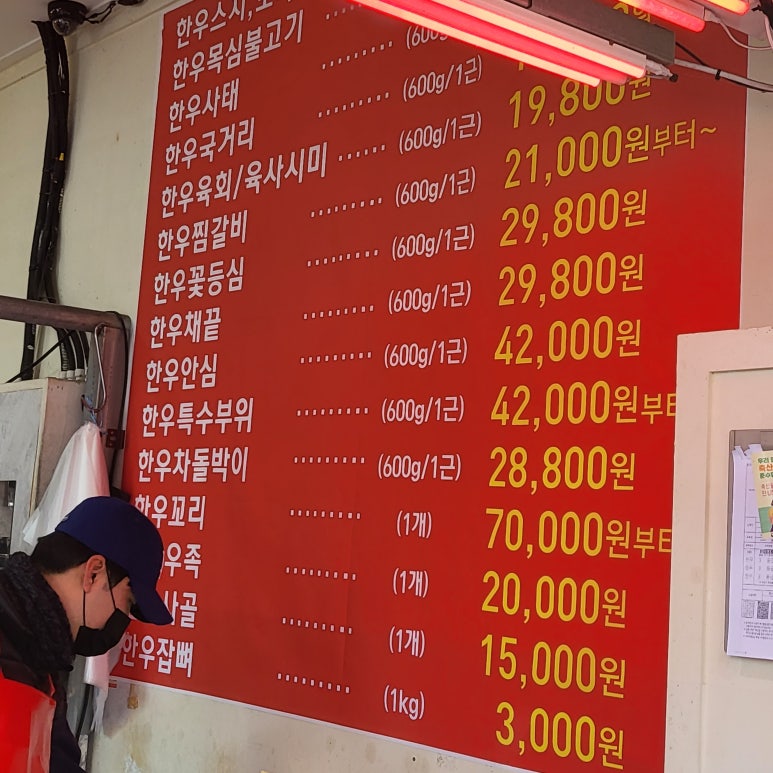 한우목심불고기
한우사태 ........... (600
한우국거리 ........... (600g/1근)
한우육회/육사시미 ...... (600g/1근) 19,800원
한우찜갈비 ......... (600g/1근) 21,000원부터~
한우꽃등심 ......... (600g/1근) 29,800원
한우채끝 ......... (600g/1근) 29,800원
한우안심 ......... (600g/1근) 42,000원
한우특수부위 ......... (600g/1근) 42,000원부터
한우차돌박이 ......... (600g/1근) 28,800원
한우꼬리 ......... (1개) 70,000원부터
우족 ......... (1개) 20,000원
사골 ......... (1개) 15,000원
한우잡뼈 ......... (1kg) 3,000원